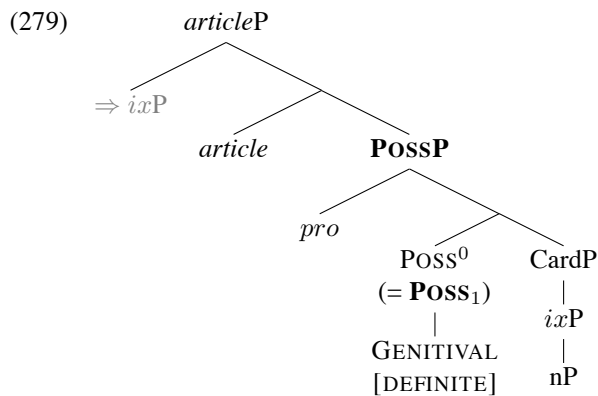 (279) articleP
⇒ ixP
article POSSP
pro
POSS⁰ CardP
(= POSS₁)
ixP
GENITIVAL
[DEFINITE] nP